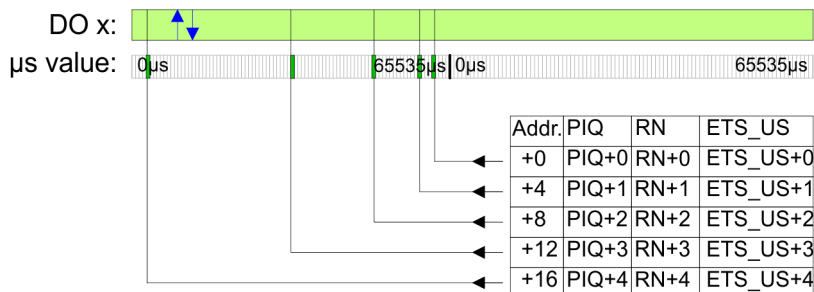 DO x:
µs value: 0µs 65535µs 0µs 65535µs
Addr. PIQ RN ETS_US
+0 PIQ+0 RN+0 ETS_US+0
+4 PIQ+1 RN+1 ETS_US+1
+8 PIQ+2 RN+2 ETS_US+2
+12 PIQ+3 RN+3 ETS_US+3
+16 PIQ+4 RN+4 ETS_US+4